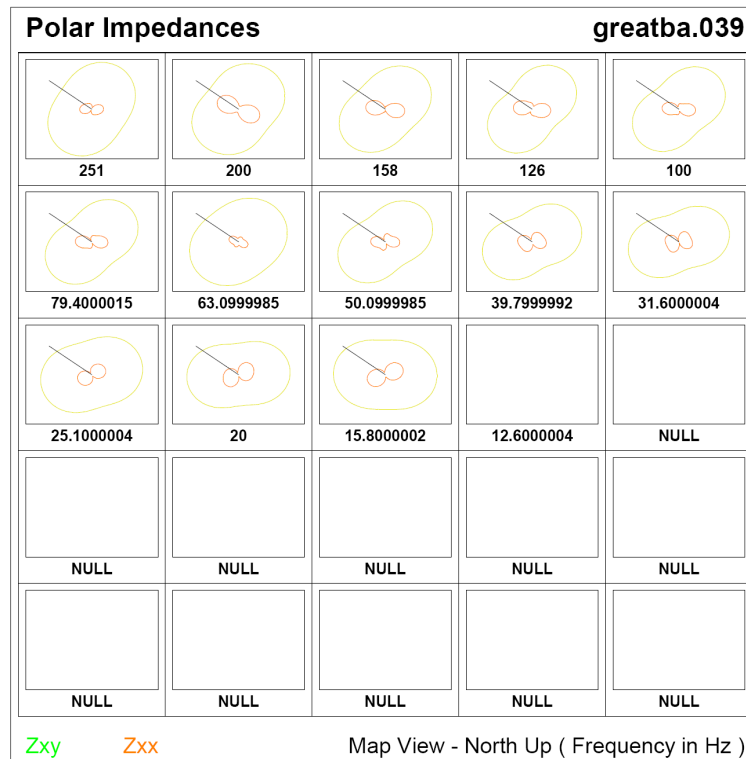 Polar Impedances greatba.039
251 200 158 126 100
79.4000015 63.0999985 50.0999985 39.7999992 31.6000004
25.1000004 20 15.8000002 12.6000004 NULL
NULL NULL NULL NULL NULL
NULL NULL NULL NULL NULL
Zxy Zxx Map View - North Up ( Frequency in Hz )